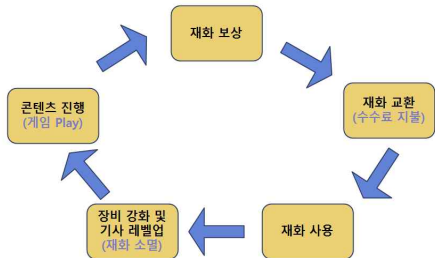 재화 보상
재화 교환
(수수료 지불)
재화 사용
장비 강화 및
기사 레벨업
(재화 소멸)
콘텐츠 진행
(게임 Play)